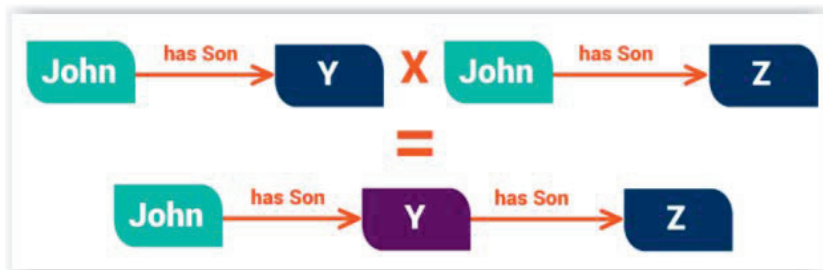 John has Son Y X John has Son Z
=
John has Son Y has Son Z